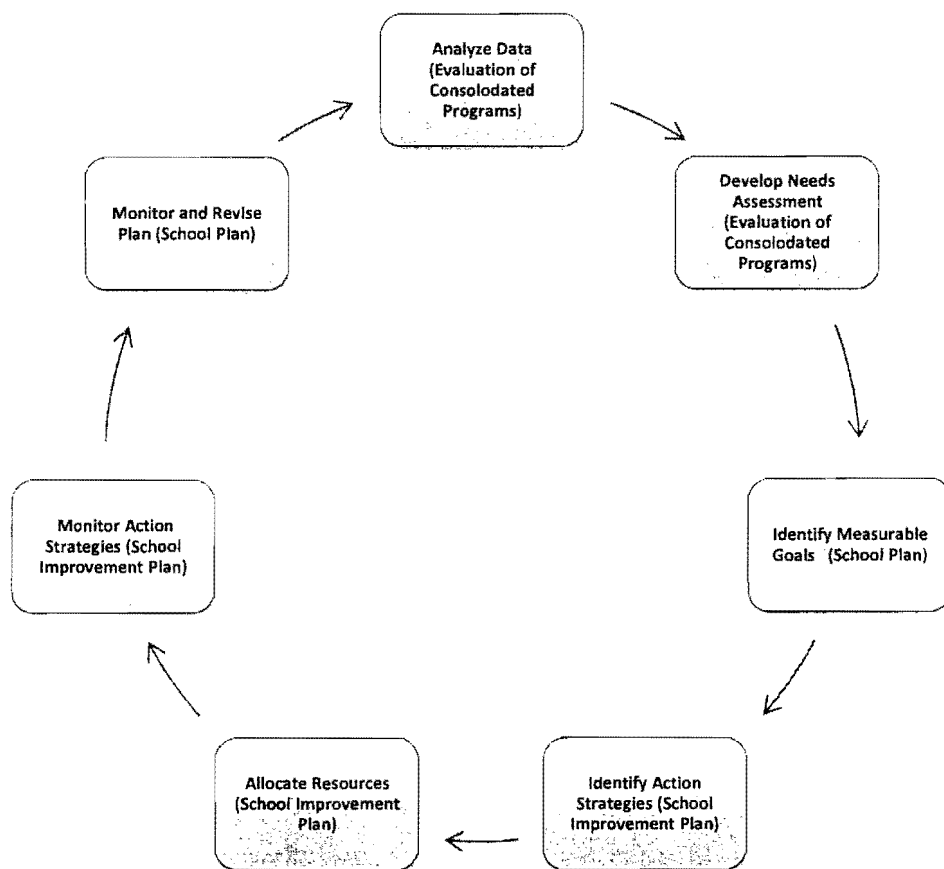 Analyze Data
(Evaluation of
Consolodated
Programs)
Develop Needs
Assessment
(Evaluation of
Consolodated
Programs)
Identify Measurable
Goals (School Plan)
Identify Action
Strategies (School
Improvement Plan)
Allocate Resources
(School Improvement
Plan)
Monitor Action
Strategies (School
Improvement Plan)
Monitor and Revise
Plan (School Plan)